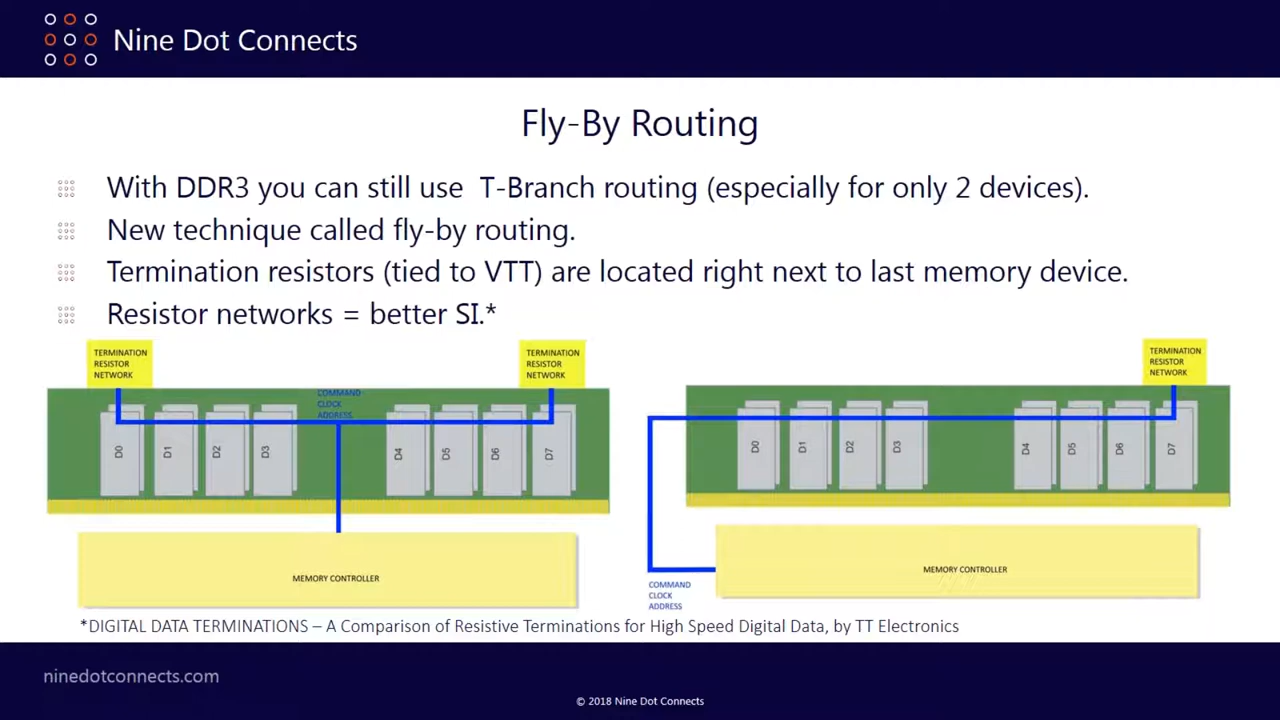 Nine Dot Connects
Fly-By Routing
With DDR3 you can still use T-Branch routing (especially for only 2 devices).
New technique called fly-by routing.
Termination resistors (tied to VTT) are located right next to last memory device.
Resistor networks = better SI.*
TERMINATION
RESISTOR
NETWORK
TERMINATION
RESISTOR
NETWORK
COMMAND
CLOCK
ADDRESS
D0
D1
D2
D3
D4
D5
D6
D7
MEMORY CONTROLLER
TERMINATION
RESISTOR
NETWORK
D0
D1
D2
D3
D4
D5
D6
D7
MEMORY CONTROLLER
COMMAND
CLOCK
ADDRESS
*DIGITAL DATA TERMINATIONS – A Comparison of Resistive Terminations for High Speed Digital Data, by TT Electronics
ninedotconnects.com
© 2018 Nine Dot Connects